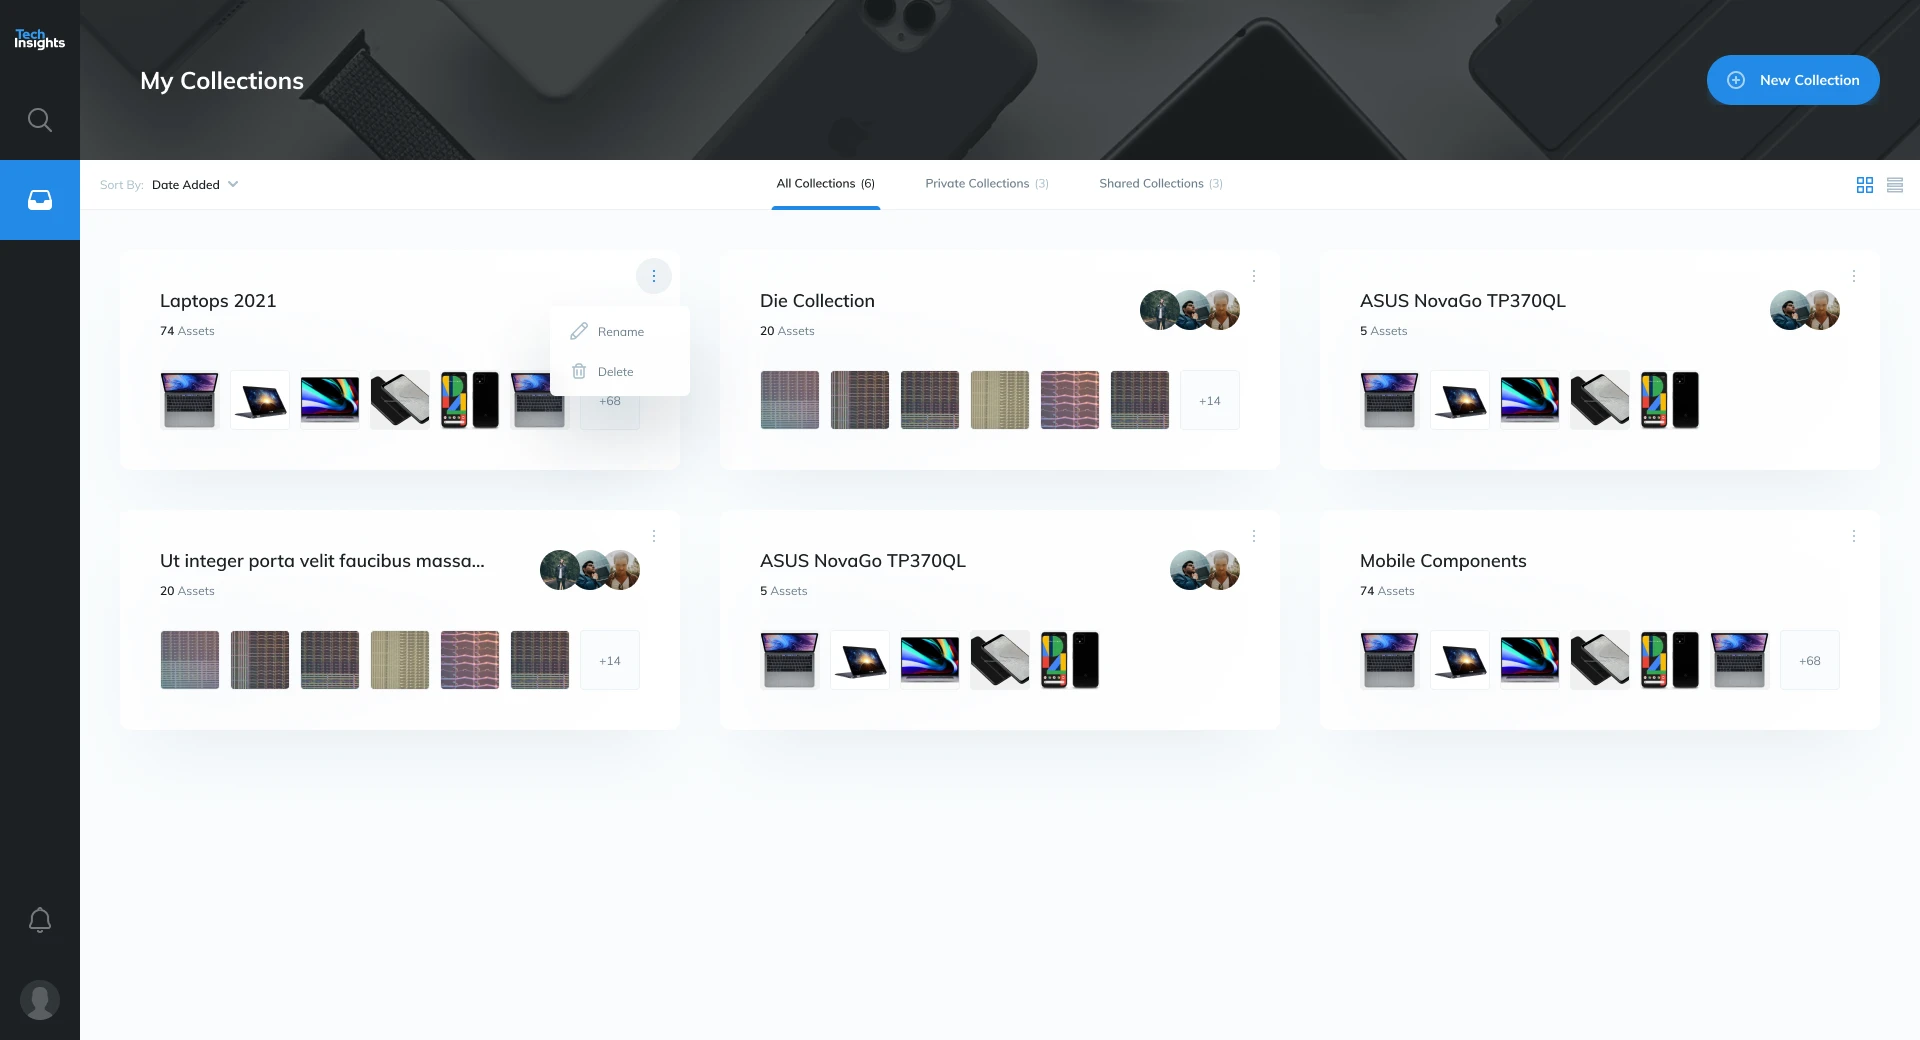 Tech
Insights
My Collections
New Collection
Sort By: Date Added
All Collections (6)
Private Collections (3)
Shared Collections (3)
Laptops 2021
74 Assets
Rename
Delete
+68
Die Collection
20 Assets
+14
ASUS NovaGo TP370QL
5 Assets
Ut integer porta velit faucibus massa...
20 Assets
+14
ASUS NovaGo TP370QL
5 Assets
Mobile Components
74 Assets
+68